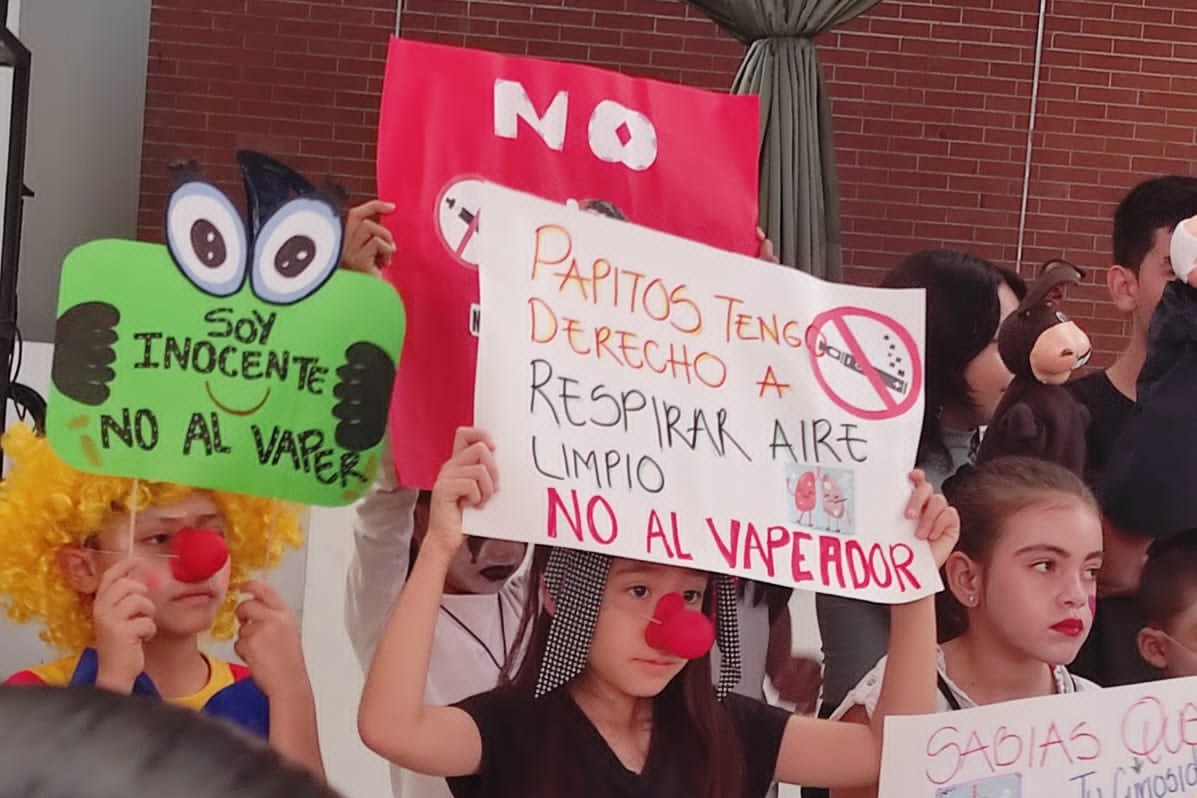 NO
SOY
INOCENTE
NO AL VAPER
PAPITOS TENGO
DERECHO A
RESPIRAR AIRE
LIMPIO
NO AL VAPEADOR
SABIAS QUE